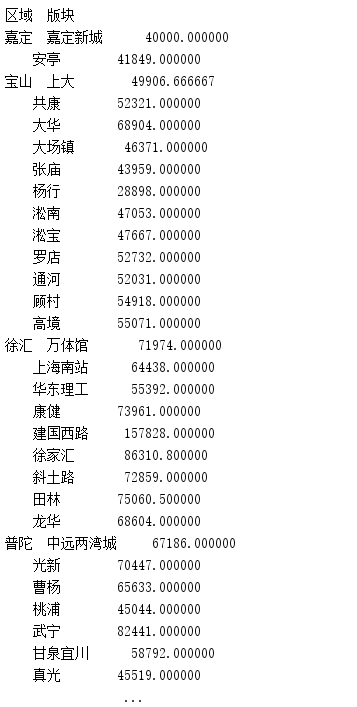 区域 版块
嘉定 嘉定新城 40000.000000
安亭 41849.000000
宝山 上大 49906.666667
共康 52321.000000
大华 68904.000000
大场镇 46371.000000
张庙 43959.000000
杨行 28898.000000
淞南 47053.000000
淞宝 47667.000000
罗店 52732.000000
通河 52031.000000
顾村 54918.000000
高境 55071.000000
徐汇 万体馆 71974.000000
上海南站 64438.000000
华东理工 55392.000000
康健 73961.000000
建国西路 157828.000000
徐家汇 86310.800000
斜土路 72859.000000
田林 75060.500000
龙华 68604.000000
普陀 中远两湾城 67186.000000
光新 70447.000000
曹杨 65633.000000
桃浦 45044.000000
武宁 82441.000000
甘泉宜川 58792.000000
真光 45519.000000
...